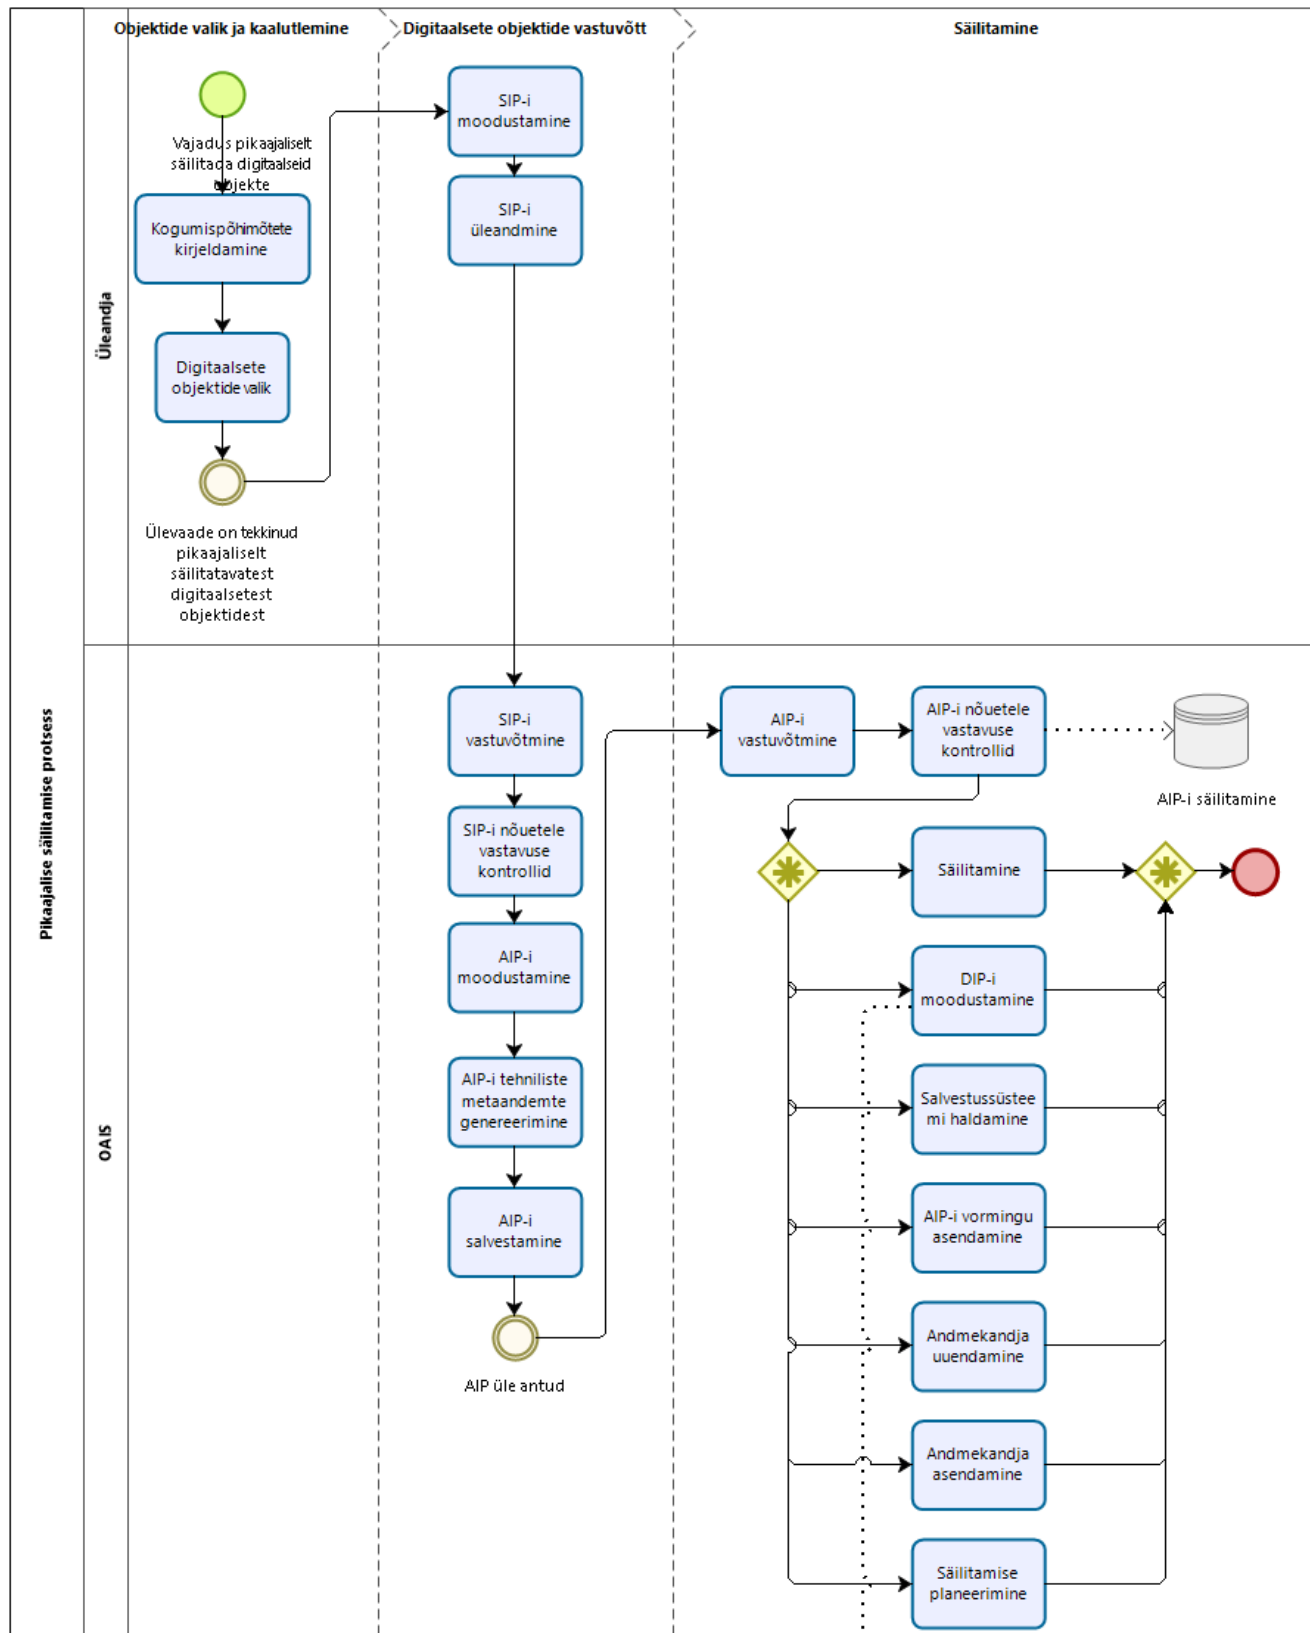 Objektide valik ja kaalutlemine
Digitaalsete objektide vastuvõtt
Säilitamine
Pikaajalise säilitamise protsess
Üleandja
Vajadus pikaajaliselt
säilitada digitaalseid
objekte
Kogumispõhimõtete
kirjeldamine
Digitaalsete
objektide valik
Ülevaade on tekkinud
pikaajaliselt
säilitatavatest
digitaalsetest
objektidest
SIP-i
moodustamine
SIP-i
üleandmine
OAIS
SIP-i
vastuvõtmine
SIP-i nõuetele
vastavuse
kontrollid
AIP-i
moodustamine
AIP-i tehniliste
metaandemte
genereerimine
AIP-i
salvestamine
AIP üle antud
AIP-i
vastuvõtmine
AIP-i nõuetele
vastavuse
kontrollid
AIP-i säilitamine
Säilitamine
DIP-i
moodustamine
Salvestussüstee
mi haldamine
AIP-i vormingu
asendamine
Andmekandja
uuendamine
Andmekandja
asendamine
Säilitamise
planeerimine